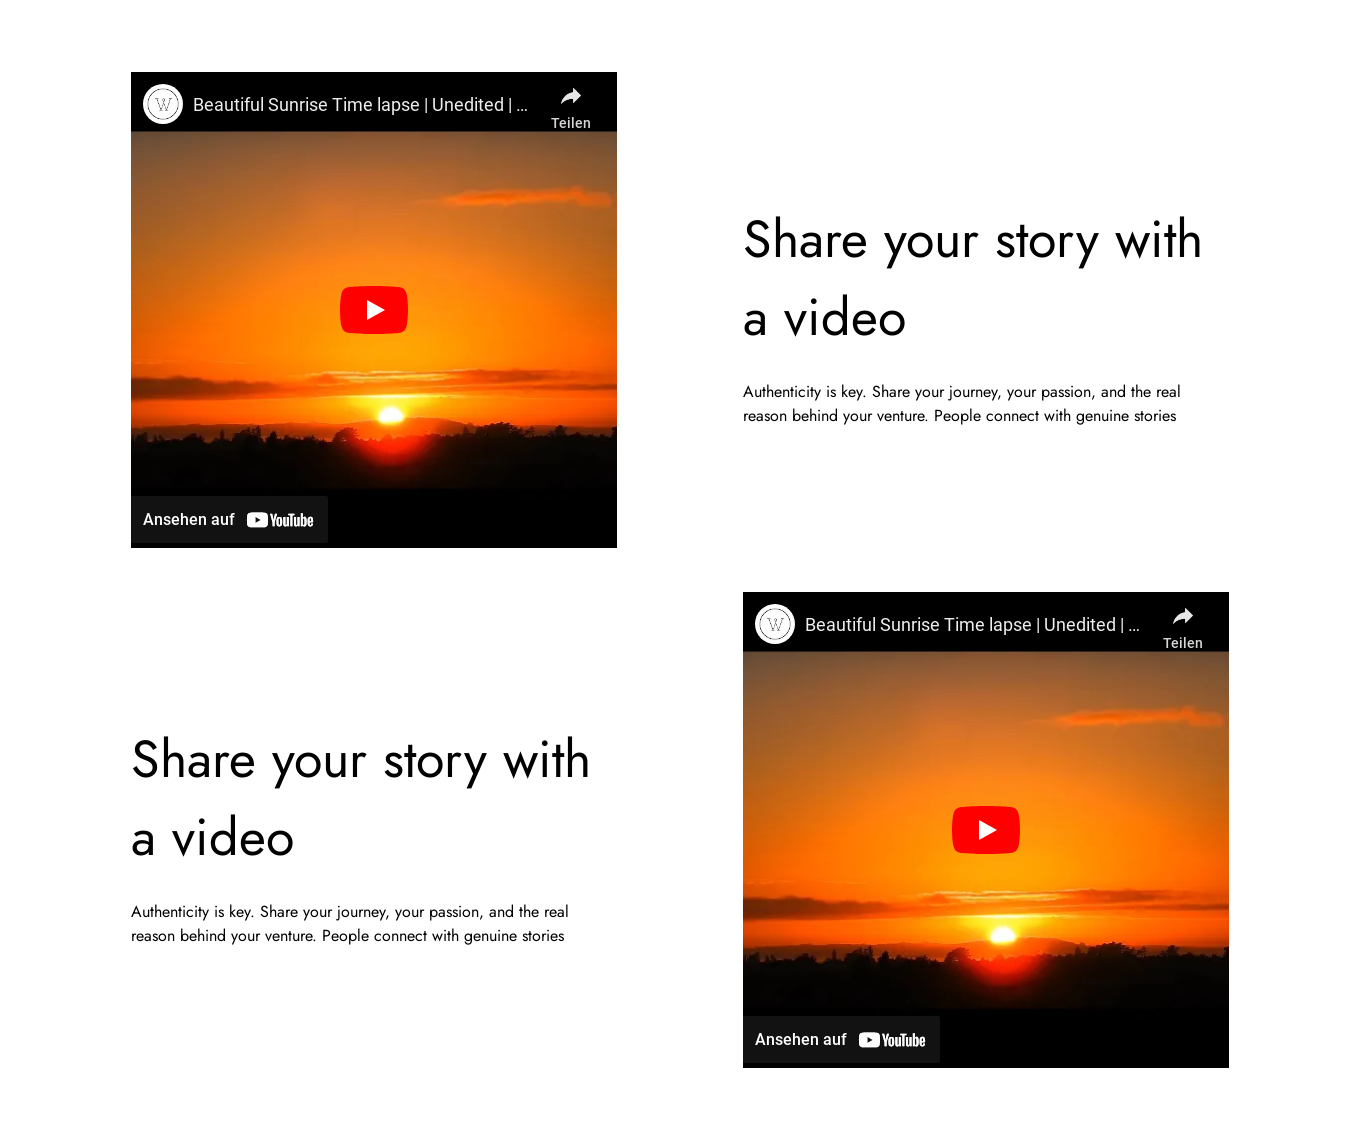 W
Beautiful Sunrise Time lapse | Unedited | ...
Teilen
Ansehen auf YouTube
Share your story with
a video
Authenticity is key. Share your journey, your passion, and the real
reason behind your venture. People connect with genuine stories
Share your story with
a video
Authenticity is key. Share your journey, your passion, and the real
reason behind your venture. People connect with genuine stories
W
Beautiful Sunrise Time lapse | Unedited | ...
Teilen
Ansehen auf YouTube